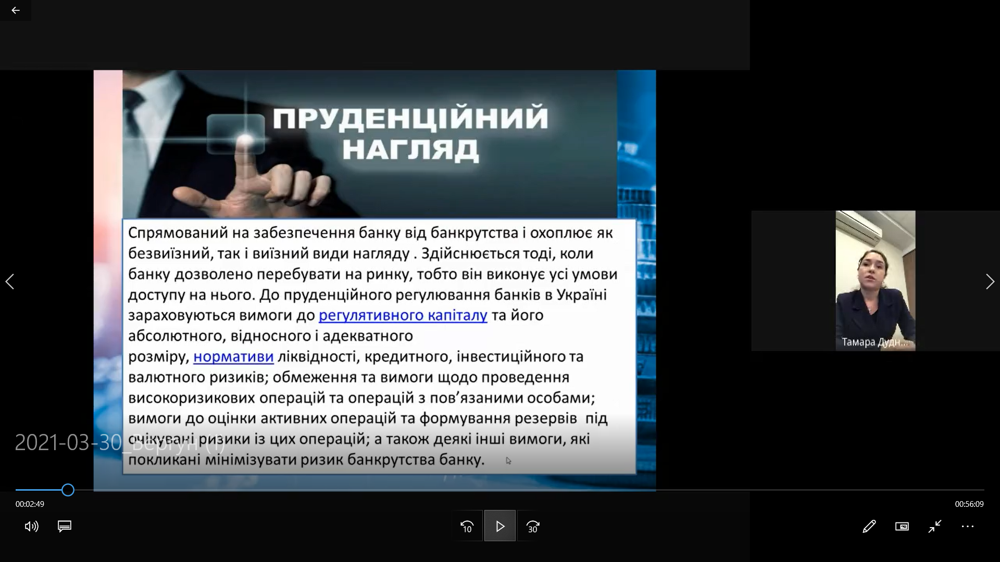 ПРУДЕНЦІЙНИЙ
НАГЛЯД
Спрямований на забезпечення банку від банкрутства і охоплює як
безвиїзний, так і виїзний види нагляду . Здійснюється тоді, коли
банку дозволено перебувати на ринку, тобто він виконує усі умови
доступу на нього. До пруденційного регулювання банків в Україні
зараховуються вимоги до регулятивного капіталу та його
абсолютного, відносного і адекватного
розміру, нормативи ліквідності, кредитного, інвестиційного та
валютного ризиків; обмеження та вимоги щодо проведення
високоризикових операцій та операцій з пов’язаними особами;
вимоги до оцінки активних операцій та формування резервів під
очікувані ризики із цих операцій; а також деякі інші вимоги, які
покликані мінімізувати ризик банкрутства банку.
Тамара Дудн...
2021-03-30_Вергун (1)
00:02:49
00:56:09
10
30